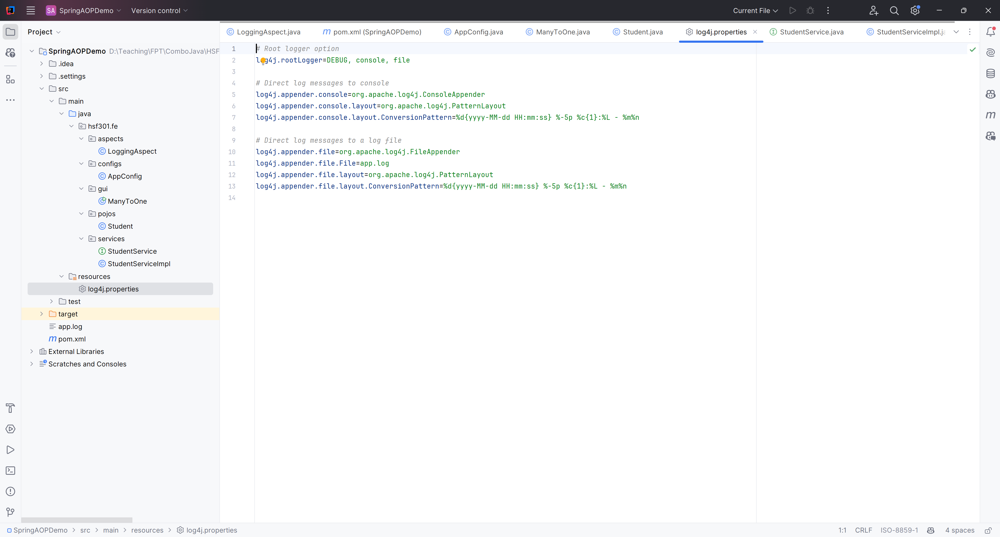 SA SpringAOPDemo Version control Current File
Project
LoggingAspect.java pom.xml (SpringAOPDemo) AppConfig.java ManyToOne.java Student.java log4j.properties StudentService.java StudentServiceImpl.ja
SpringAOPDemo D:\Teaching\FPT\ComboJava\HSF
.idea
.settings
src
main
java
hsf301.fe
aspects
LoggingAspect
configs
AppConfig
gui
ManyToOne
pojos
Student
services
StudentService
StudentServiceImpl
resources
log4j.properties
test
target
app.log
pom.xml
External Libraries
Scratches and Consoles
1 # Root logger option
2 log4j.rootLogger=DEBUG, console, file
3
4 # Direct log messages to console
5 log4j.appender.console=org.apache.log4j.ConsoleAppender
6 log4j.appender.console.layout=org.apache.log4j.PatternLayout
7 log4j.appender.console.layout.ConversionPattern=%d{yyyy-MM-dd HH:mm:ss} %-5p %c{1}:%L - %m%n
8
9 # Direct log messages to a log file
10 log4j.appender.file=org.apache.log4j.FileAppender
11 log4j.appender.file.File=app.log
12 log4j.appender.file.layout=org.apache.log4j.PatternLayout
13 log4j.appender.file.layout.ConversionPattern=%d{yyyy-MM-dd HH:mm:ss} %-5p %c{1}:%L - %m%n
14
SpringAOPDemo > src > main > resources > log4j.properties 1:1 CRLF ISO-8859-1 4 spaces